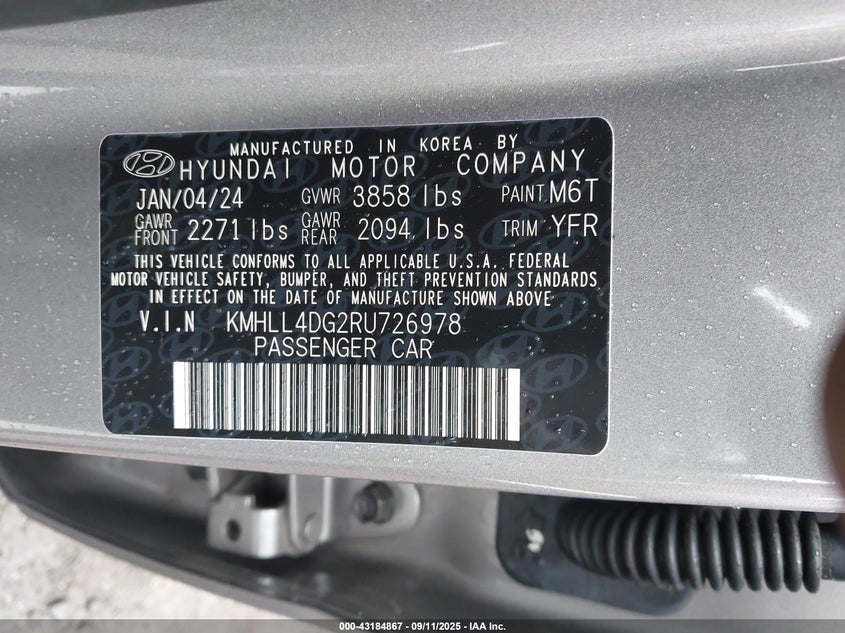 MANUFACTURED IN KOREA BY
HYUNDAI MOTOR COMPANY
JAN/04/24 GVWR 3858 lbs PAINT M6T
GAWR FRONT 2271 lbs GAWR REAR 2094 lbs TRIM YFR
THIS VEHICLE CONFORMS TO ALL APPLICABLE U.S.A. FEDERAL
MOTOR VEHICLE SAFETY, BUMPER, AND THEFT PREVENTION STANDARDS
IN EFFECT ON THE DATE OF MANUFACTURE SHOWN ABOVE.
V.I.N KMHLL4DG2RU726978
PASSENGER CAR
000-43184867 - 09/11/2025 - IAA Inc.